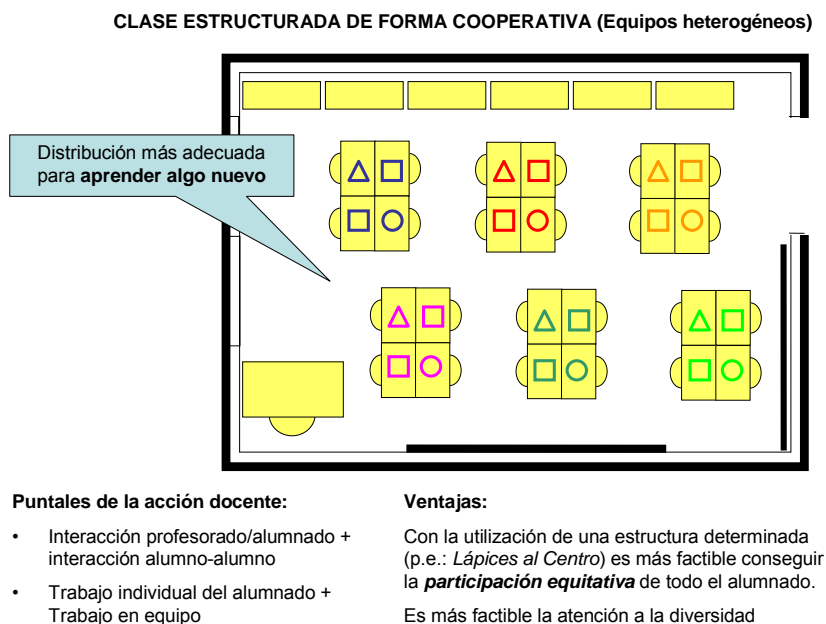 CLASE ESTRUCTURADA DE FORMA COOPERATIVA (Equipos heterogéneos)
Distribución más adecuada
para aprender algo nuevo
Puntales de la acción docente:
• Interacción profesorado/alumnado +
interacción alumno-alumno
• Trabajo individual del alumnado +
Trabajo en equipo
Ventajas:
Con la utilización de una estructura determinada
(p.e.: Lápices al Centro) es más factible conseguir
la participación equitativa de todo el alumnado.
Es más factible la atención a la diversidad